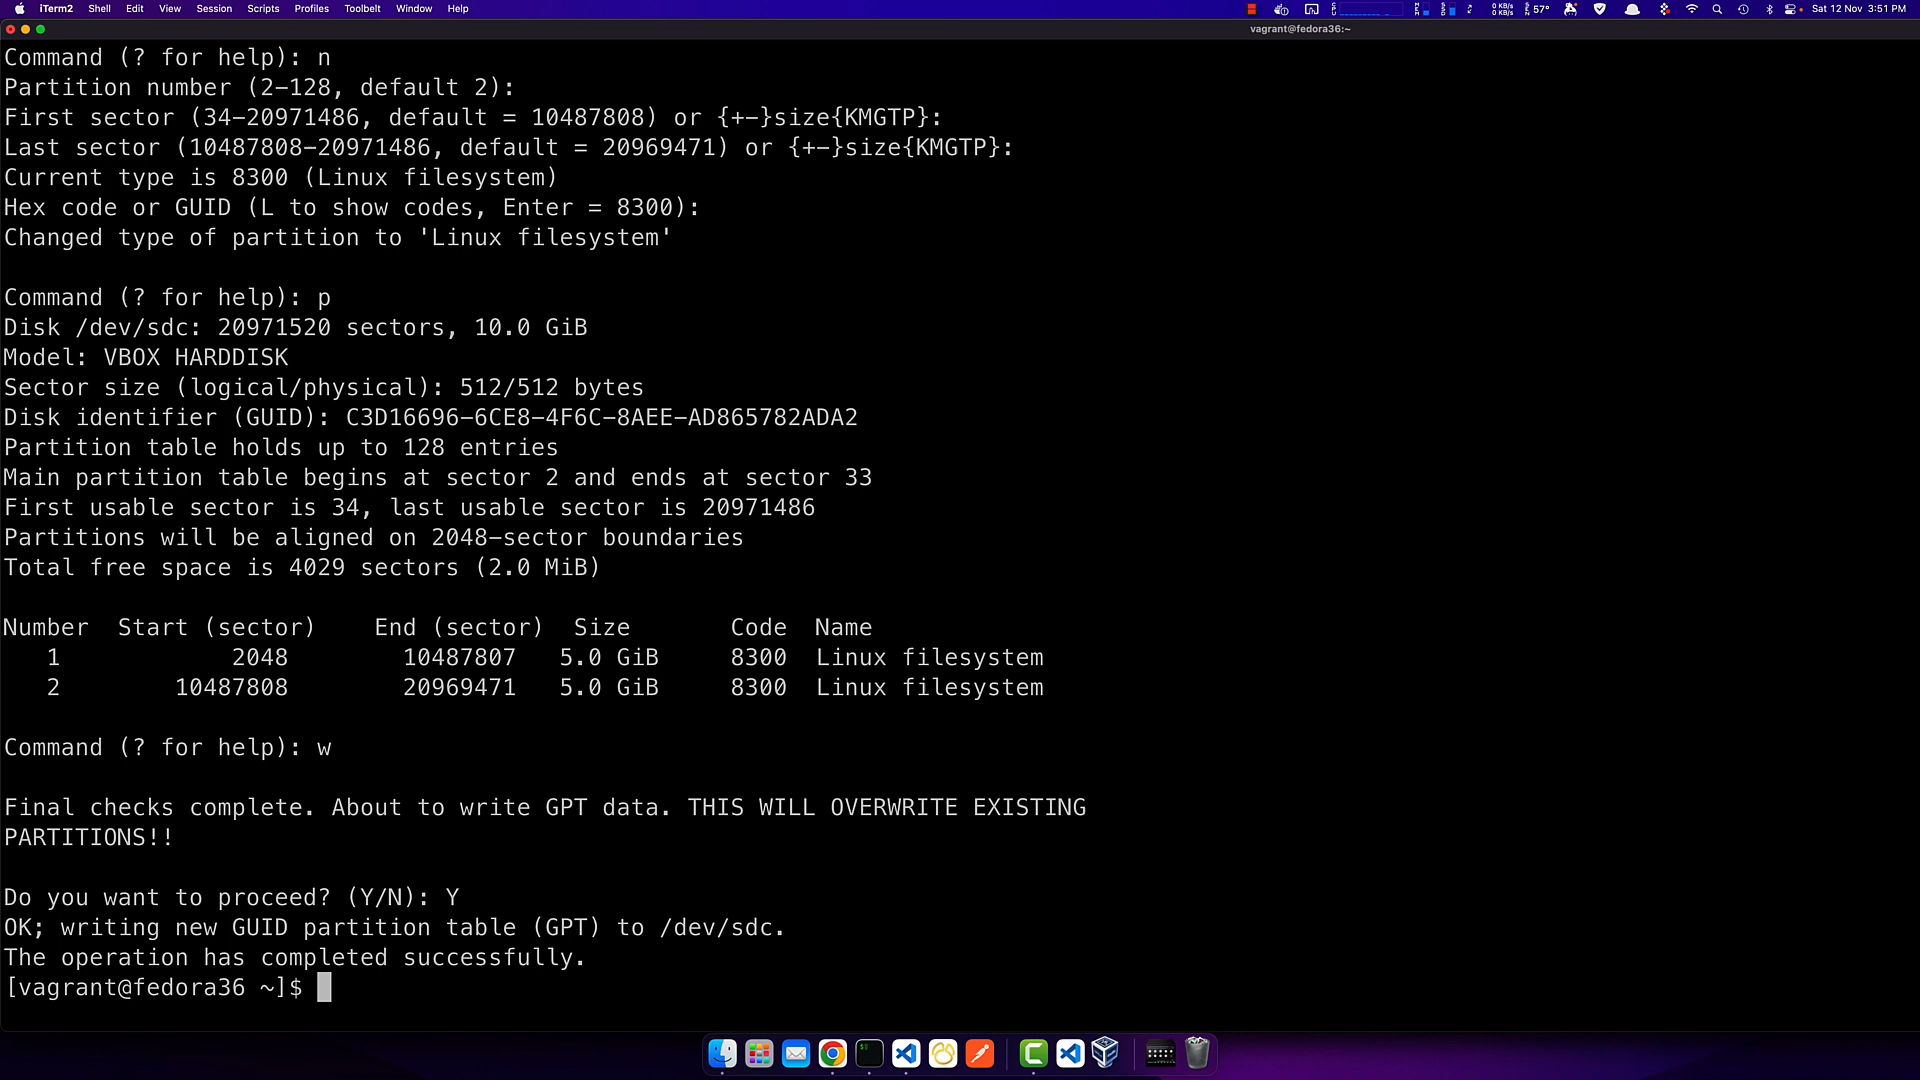 iTerm2 Shell Edit View Session Scripts Profiles Toolbelt Window Help 57° Sat 12 Nov 3:51 PM
vagrant@fedora36:~
Command (? for help): n
Partition number (2-128, default 2):
First sector (34-20971486, default = 10487808) or {+-}size{KMGTP}:
Last sector (10487808-20971486, default = 20969471) or {+-}size{KMGTP}:
Current type is 8300 (Linux filesystem)
Hex code or GUID (L to show codes, Enter = 8300):
Changed type of partition to 'Linux filesystem'
Command (? for help): p
Disk /dev/sdc: 20971520 sectors, 10.0 GiB
Model: VBOX HARDDISK
Sector size (logical/physical): 512/512 bytes
Disk identifier (GUID): C3D16696-6CE8-4F6C-8AEE-AD865782ADA2
Partition table holds up to 128 entries
Main partition table begins at sector 2 and ends at sector 33
First usable sector is 34, last usable sector is 20971486
Partitions will be aligned on 2048-sector boundaries
Total free space is 4029 sectors (2.0 MiB)
Number Start (sector) End (sector) Size Code Name
1 2048 10487807 5.0 GiB 8300 Linux filesystem
2 10487808 20969471 5.0 GiB 8300 Linux filesystem
Command (? for help): w
Final checks complete. About to write GPT data. THIS WILL OVERWRITE EXISTING
PARTITIONS!!
Do you want to proceed? (Y/N): Y
OK; writing new GUID partition table (GPT) to /dev/sdc.
The operation has completed successfully.
[vagrant@fedora36 ~]$